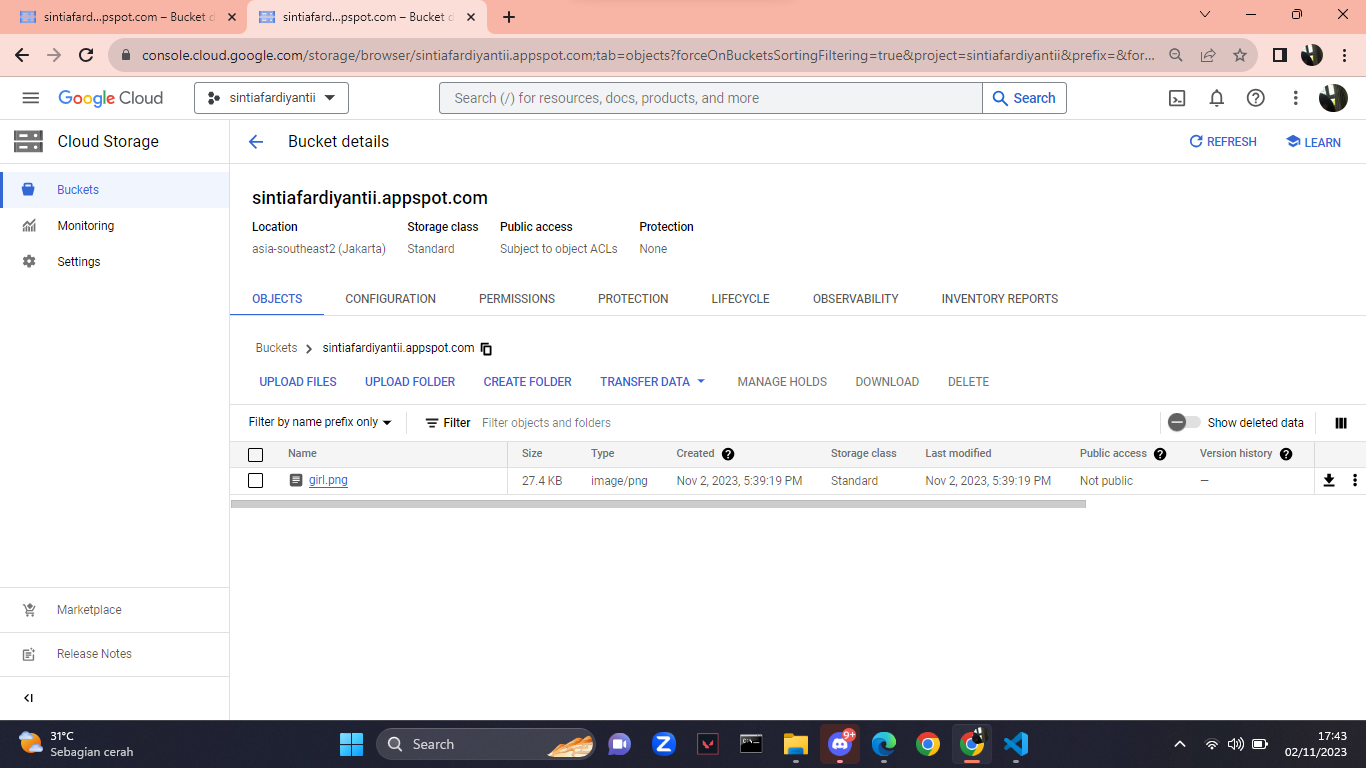 sintiafard...pspot.com – Bucket d
sintiafard...pspot.com – Bucket d
console.cloud.google.com/storage/browser/sintiafardiyantii.appspot.com;tab=objects?forceOnBucketsSortingFiltering=true&project=sintiafardiyantii&prefix=&for...
Google Cloud
sintiafardiyantii
Search (/) for resources, docs, products, and more
Search
Cloud Storage
Bucket details
REFRESH
LEARN
Buckets
Monitoring
Settings
sintiafardiyantii.appspot.com
Location Storage class Public access Protection
asia-southeast2 (Jakarta) Standard Subject to object ACLs None
OBJECTS CONFIGURATION PERMISSIONS PROTECTION LIFECYCLE OBSERVABILITY INVENTORY REPORTS
Buckets > sintiafardiyantii.appspot.com
UPLOAD FILES UPLOAD FOLDER CREATE FOLDER TRANSFER DATA MANAGE HOLDS DOWNLOAD DELETE
Filter by name prefix only Filter Filter objects and folders Show deleted data
Name Size Type Created Storage class Last modified Public access Version history
girl.png 27.4 KB image/png Nov 2, 2023, 5:39:19 PM Standard Nov 2, 2023, 5:39:19 PM Not public —
Marketplace
Release Notes
31°C
Sebagian cerah
Search
9+
17:43
02/11/2023